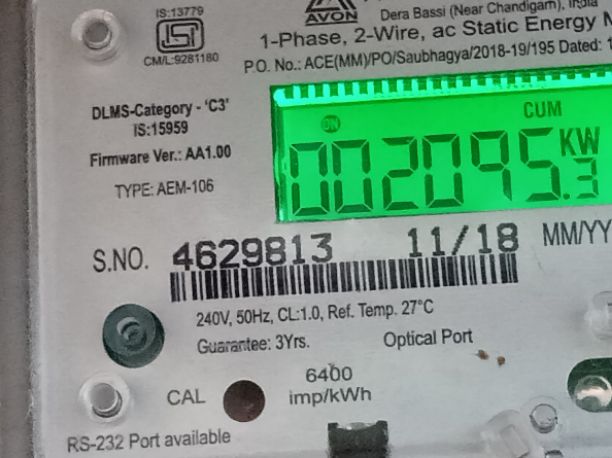 IS:13779
ISI
CM/L:9281180
AVON
Dera Bassi (Near Chandigarh), India
1-Phase, 2-Wire, ac Static Energy
P.O. No.: ACE(MM)/PO/Saubhagya/2018-19/195 Dated:
DLMS-Category - 'C3'
IS:15959
Firmware Ver.: AA1.00
TYPE: AEM-106
CUM
ON
002095.3 KW
S.NO. 4629813 11/18 MM/YY
240V, 50Hz, CL:1.0, Ref. Temp. 27°C
Guarantee: 3Yrs. Optical Port
CAL
6400
imp/kWh
RS-232 Port available